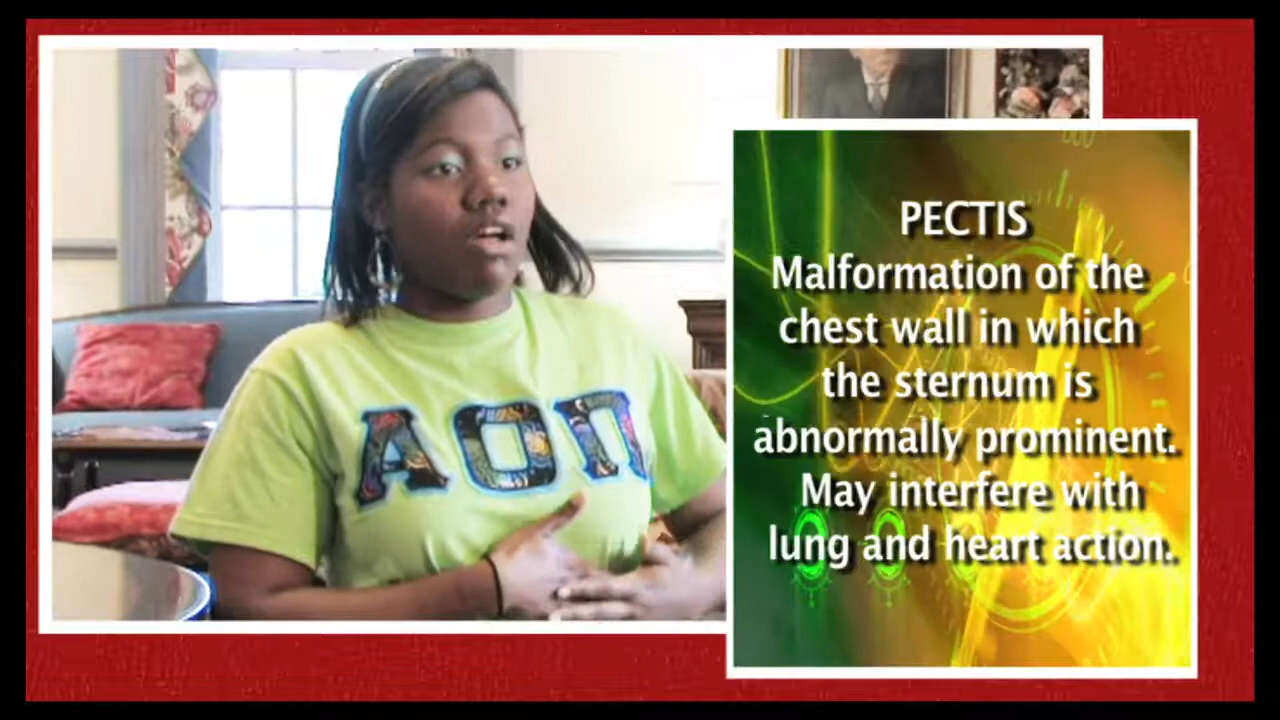 ΑΟΠ
PECTIS
Malformation of the
chest wall in which
the sternum is
abnormally prominent.
May interfere with
lung and heart action.